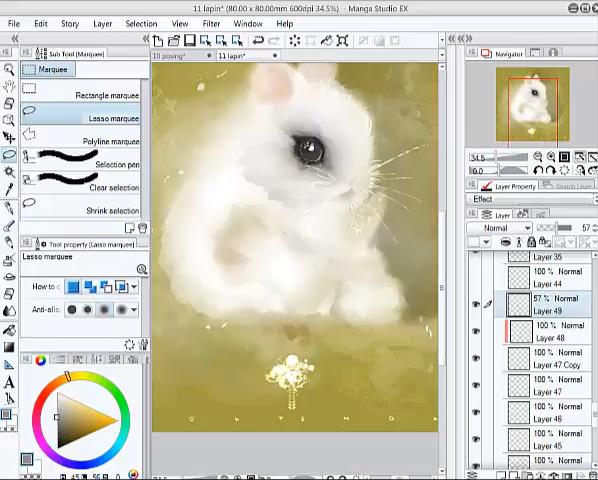 11 lapin* (80.00 x 80.00mm 600dpi 34.5%) - Manga Studio EX
File Edit Story Layer Selection View Filter Window Help
Sub Tool (Marquee)
Marquee
Rectangle marquee
Lasso marquee
Polyline marquee
Selection pen
Clear selection
Shrink selection
Tool property (Lasso marquee)
Lasso marquee
How to c
Anti-alia
10 posing*
11 lapin*
Navigator
34.5
0.0
Layer Property
Search Layer
Effect
Layer
Normal
57
Layer 35
100% Normal
Layer 44
57 % Normal
Layer 49
100 % Normal
Layer 48
100 % Normal
Layer 47 Copy
100 % Normal
Layer 47
100 % Normal
Layer 46
100 % Normal
Layer 45
100 % Normal